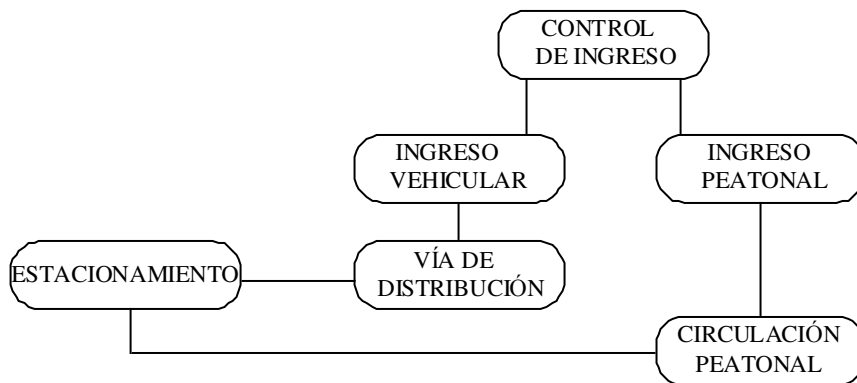 CONTROL
DE INGRESO
INGRESO
VEHICULAR
INGRESO
PEATONAL
ESTACIONAMIENTO
VÍA DE
DISTRIBUCIÓN
CIRCULACIÓN
PEATONAL